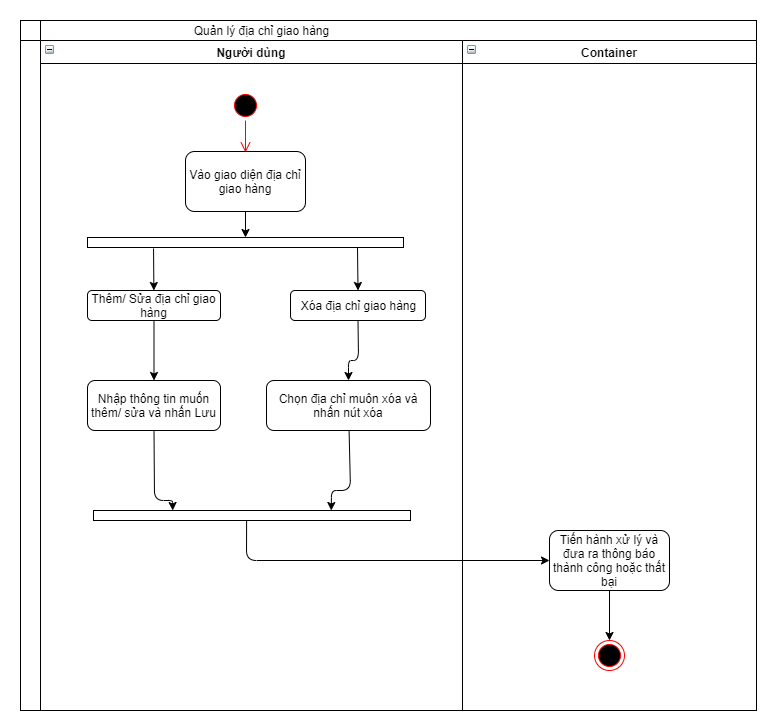 Quản lý địa chỉ giao hàng
Người dùng
Container
Vào giao diện địa chỉ
giao hàng
Thêm/ Sửa địa chỉ giao
hàng
Xóa địa chỉ giao hàng
Nhập thông tin muốn
thêm/ sửa và nhấn Lưu
Chọn địa chỉ muôn xóa và
nhấn nút xóa
Tiến hành xử lý và
đưa ra thông báo
thành công hoặc thất
bại